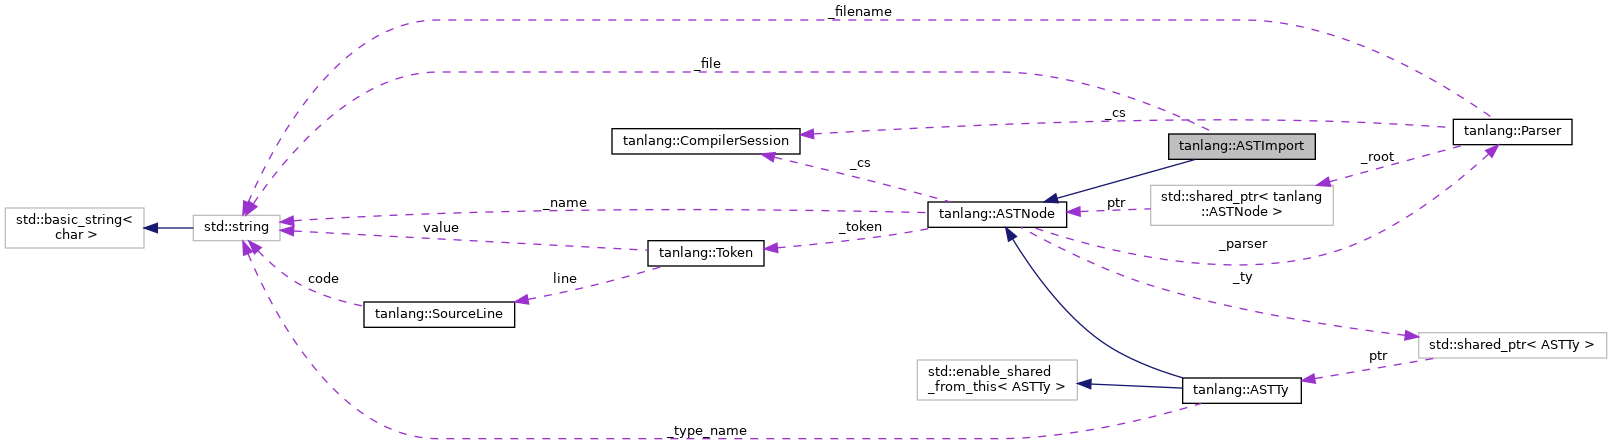 _filename
_file
_cs
tanlang::Parser
tanlang::CompilerSession
tanlang::ASTImport
_cs
_root
std::shared_ptr< tanlang
::ASTNode >
ptr
_name
tanlang::ASTNode
std::basic_string<
char >
std::string
value
_token
_parser
tanlang::Token
_ty
code
line
tanlang::SourceLine
std::shared_ptr< ASTTy >
ptr
std::enable_shared
_from_this< ASTTy >
tanlang::ASTTy
_type_name